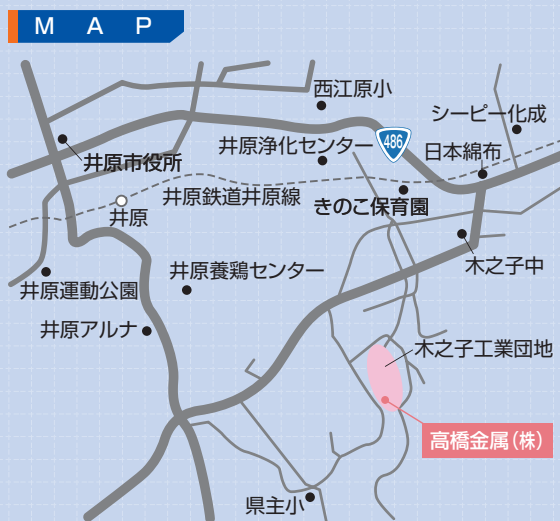 MAP
西江原小
シーピー化成
486
井原市役所
井原浄化センター
日本綿布
井原鉄道井原線
きのこ保育園
井原
木之子中
井原養鶏センター
井原運動公園
井原アルナ
木之子工業団地
高橋金属(株)
県主小